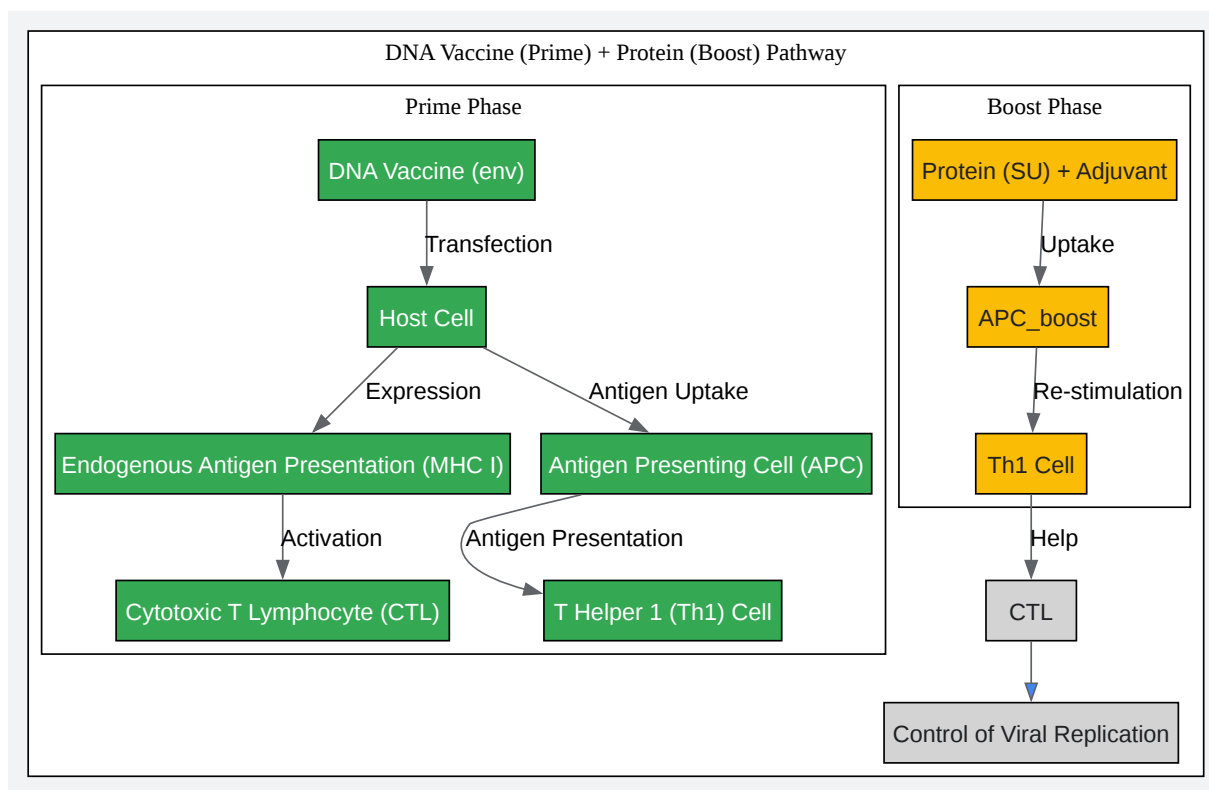 DNA Vaccine (Prime) + Protein (Boost) Pathway
Prime Phase
DNA Vaccine (env)
Transfection
Host Cell
Expression
Antigen Uptake
Endogenous Antigen Presentation (MHC I)
Antigen Presenting Cell (APC)
Activation
Antigen Presentation
Cytotoxic T Lymphocyte (CTL)
T Helper 1 (Th1) Cell
Boost Phase
Protein (SU) + Adjuvant
Uptake
APC_boost
Re-stimulation
Th1 Cell
Help
CTL
Control of Viral Replication